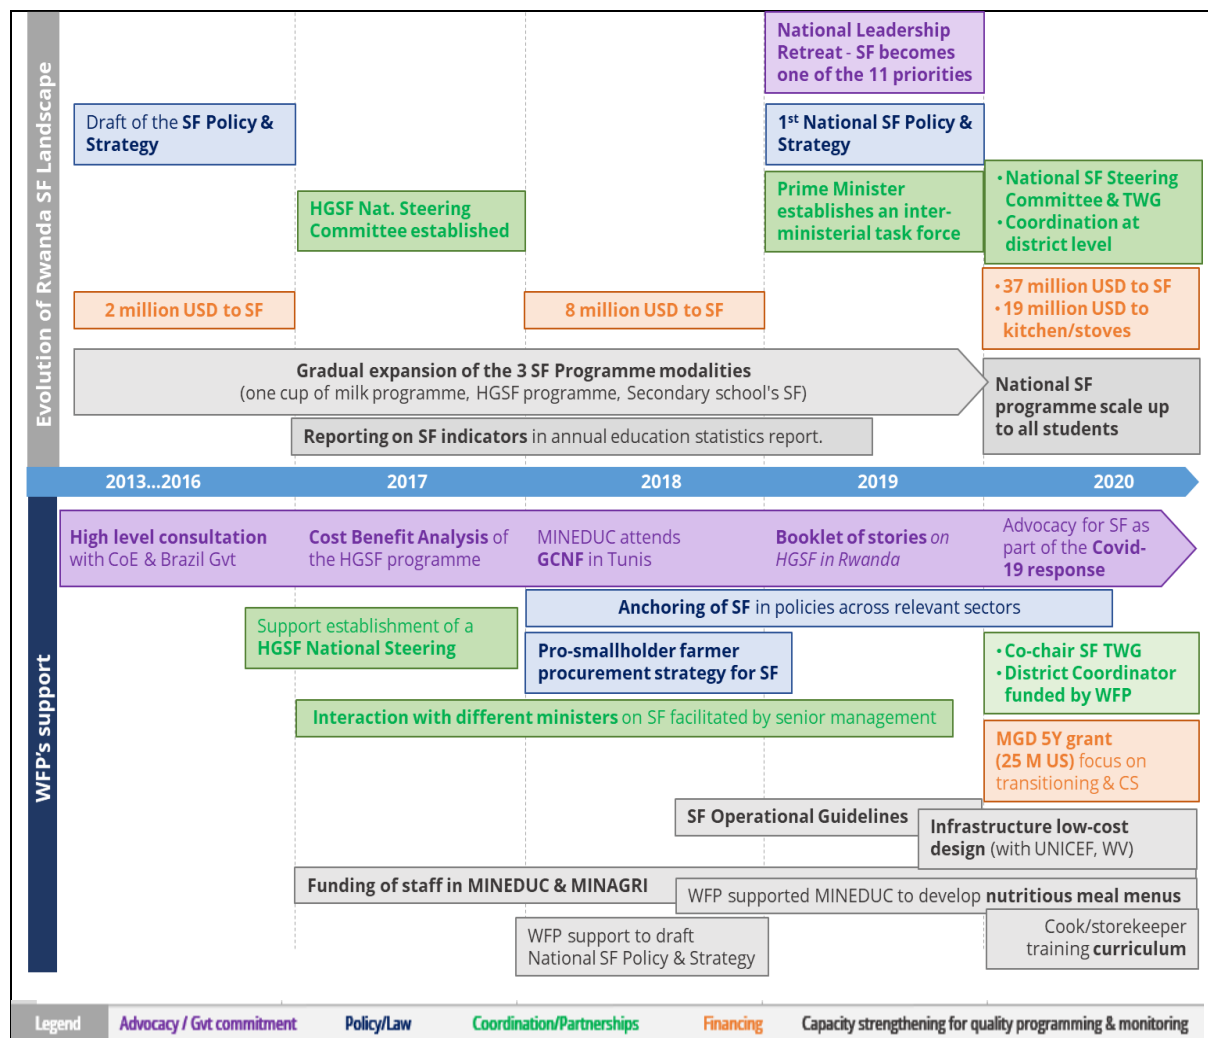 Evolution of Rwanda SF Landscape
National Leadership
Retreat - SF becomes
one of the 11 priorities
Draft of the SF Policy &
Strategy
1st National SF Policy &
Strategy
HGSF Nat. Steering
Committee established
Prime Minister
establishes an inter-
ministerial task force
• National SF Steering
Committee & TWG
• Coordination at
district level
2 million USD to SF
8 million USD to SF
• 37 million USD to SF
• 19 million USD to
kitchen/stoves
Gradual expansion of the 3 SF Programme modalities
(one cup of milk programme, HGSF programme, Secondary school's SF)
National SF
programme scale up
to all students
Reporting on SF indicators in annual education statistics report.
2013...2016
2017
2018
2019
2020
WFP's support
High level consultation
with CoE & Brazil Gvt
Cost Benefit Analysis of
the HGSF programme
MINEDUC attends
GCNF in Tunis
Booklet of stories on
HGSF in Rwanda
Advocacy for SF as
part of the Covid-
19 response
Anchoring of SF in policies across relevant sectors
Support establishment of a
HGSF National Steering
Pro-smallholder farmer
procurement strategy for SF
• Co-chair SF TWG
• District Coordinator
funded by WFP
Interaction with different ministers on SF facilitated by senior management
MGD 5Y grant
(25 M US) focus on
transitioning & CS
SF Operational Guidelines
Infrastructure low-cost
design (with UNICEF, WV)
Funding of staff in MINEDUC & MINAGRI
WFP supported MINEDUC to develop nutritious meal menus
WFP support to draft
National SF Policy & Strategy
Cook/storekeeper
training curriculum
Legend
Advocacy / Gvt commitment
Policy/Law
Coordination/Partnerships
Financing
Capacity strengthening for quality programming & monitoring